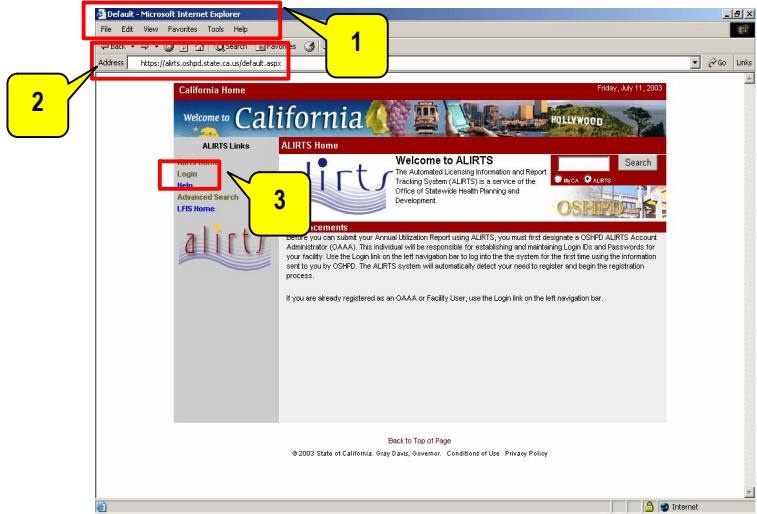 Default - Microsoft Internet Explorer
File Edit View Favorites Tools Help
1
Back Search Favorites
Address https://alirts.oshpd.state.ca.us/default.aspx Go Links
2
California Home Friday, July 11, 2003
Welcome to California
HOLLYWOOD
ALIRTS Links ALIRTS Home
alirts
Welcome to ALIRTS
The Automated Licensing Information and Report
Tracking System (ALIRTS) is a service of the
Office of Statewide Health Planning and
Development.
Search
MyCA ALIRTS
OSHPD
Login
Help
Advanced Search
LFIS Home
3
alirts
Before you can submit your Annual Utilization Report using ALIRTS, you must first designate a OSHPD ALIRTS Account
Administrator (OAAA). This individual will be responsible for establishing and maintaining Login IDs and Passwords for
your facility. Use the Login link on the left navigation bar to log into the the system for the first time using the information
sent to you by OSHPD. The ALIRTS system will automatically detect your need to register and begin the registration
process.
If you are already registered as an OAAA or Facility User, use the Login link on the left navigation bar.
Back to Top of Page
© 2003 State of California. Gray Davis, Governor. Conditions of Use Privacy Policy
Internet